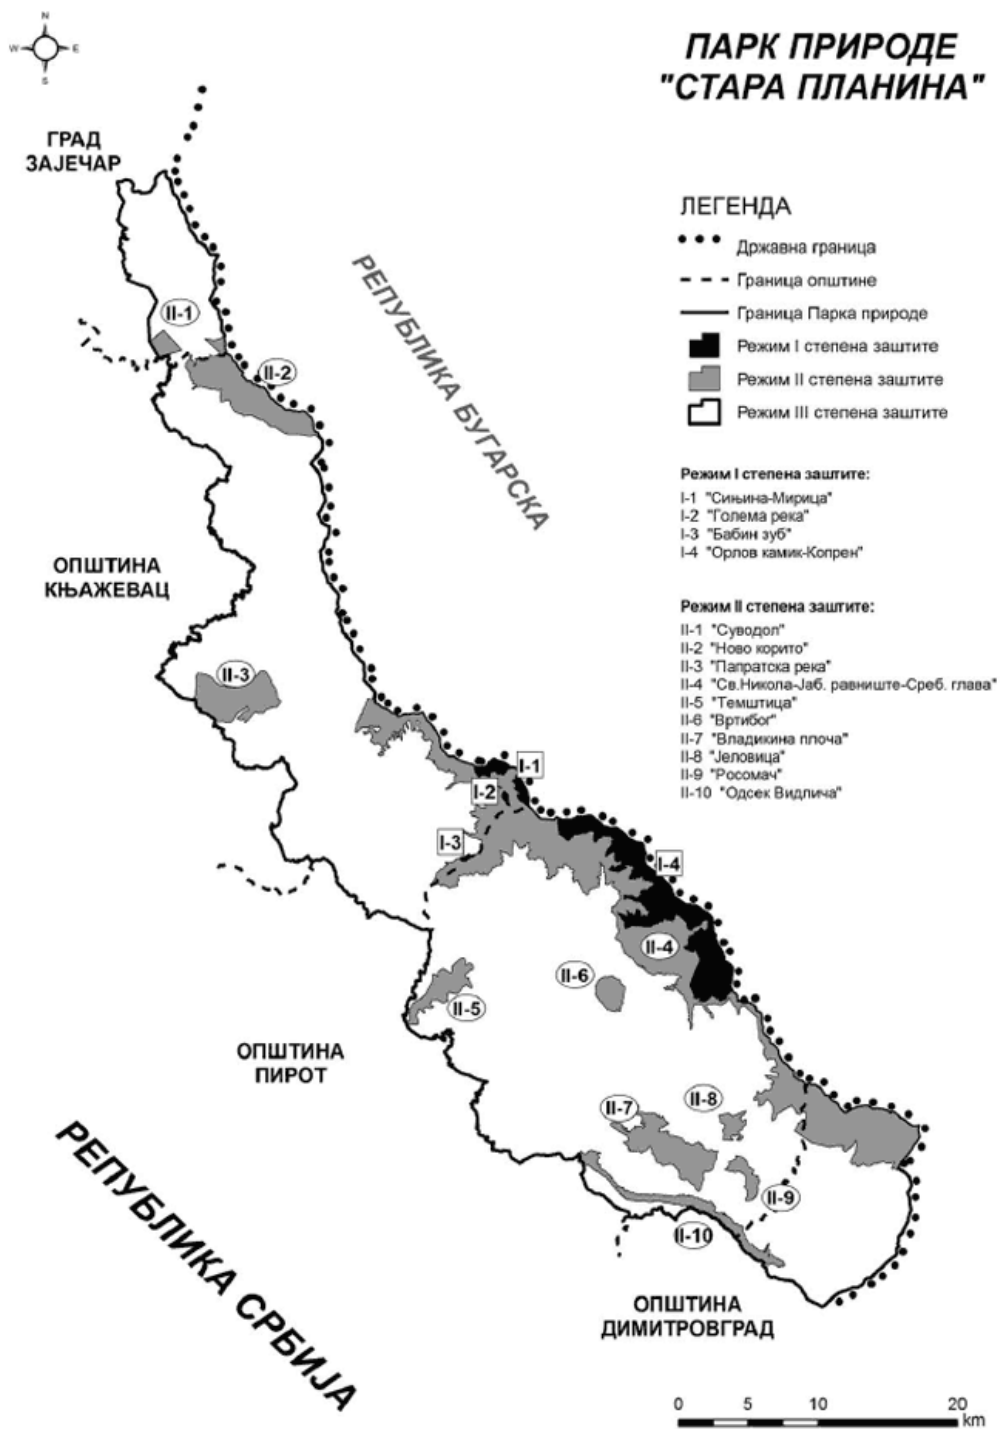 N
W E
S
ПАРК ПРИРОДЕ
"СТАРА ПЛАНИНА"
ГРАД
ЗАЈЕЧАР
ЛЕГЕНДА
Државна граница
Граница општине
Граница Парка природе
Режим I степена заштите
Режим II степена заштите
Режим III степена заштите
РЕПУБЛИКА БУГАРСКА
II-1
II-2
Режим I степена заштите:
I-1 "Сињина-Мирица"
I-2 "Голема река"
I-3 "Бабин зуб"
I-4 "Орлов камик-Копрен"
ОПШТИНА
КЊАЖЕВАЦ
Режим II степена заштите:
II-1 "Суводол"
II-2 "Ново корито"
II-3 "Папратска река"
II-4 "Св.Никола-Јаб. равниште-Среб. глава"
II-5 "Темштица"
II-6 "Вртибог"
II-7 "Владикина плоча"
II-8 "Јеловица"
II-9 "Росомач"
II-10 "Одсек Видлича"
II-3
I-1
I-2
I-3
I-4
II-4
II-6
II-5
ОПШТИНА
ПИРОТ
II-8
II-7
II-9
II-10
РЕПУБЛИКА СРБИЈА
ОПШТИНА
ДИМИТРОВГРАД
0 5 10 20
km